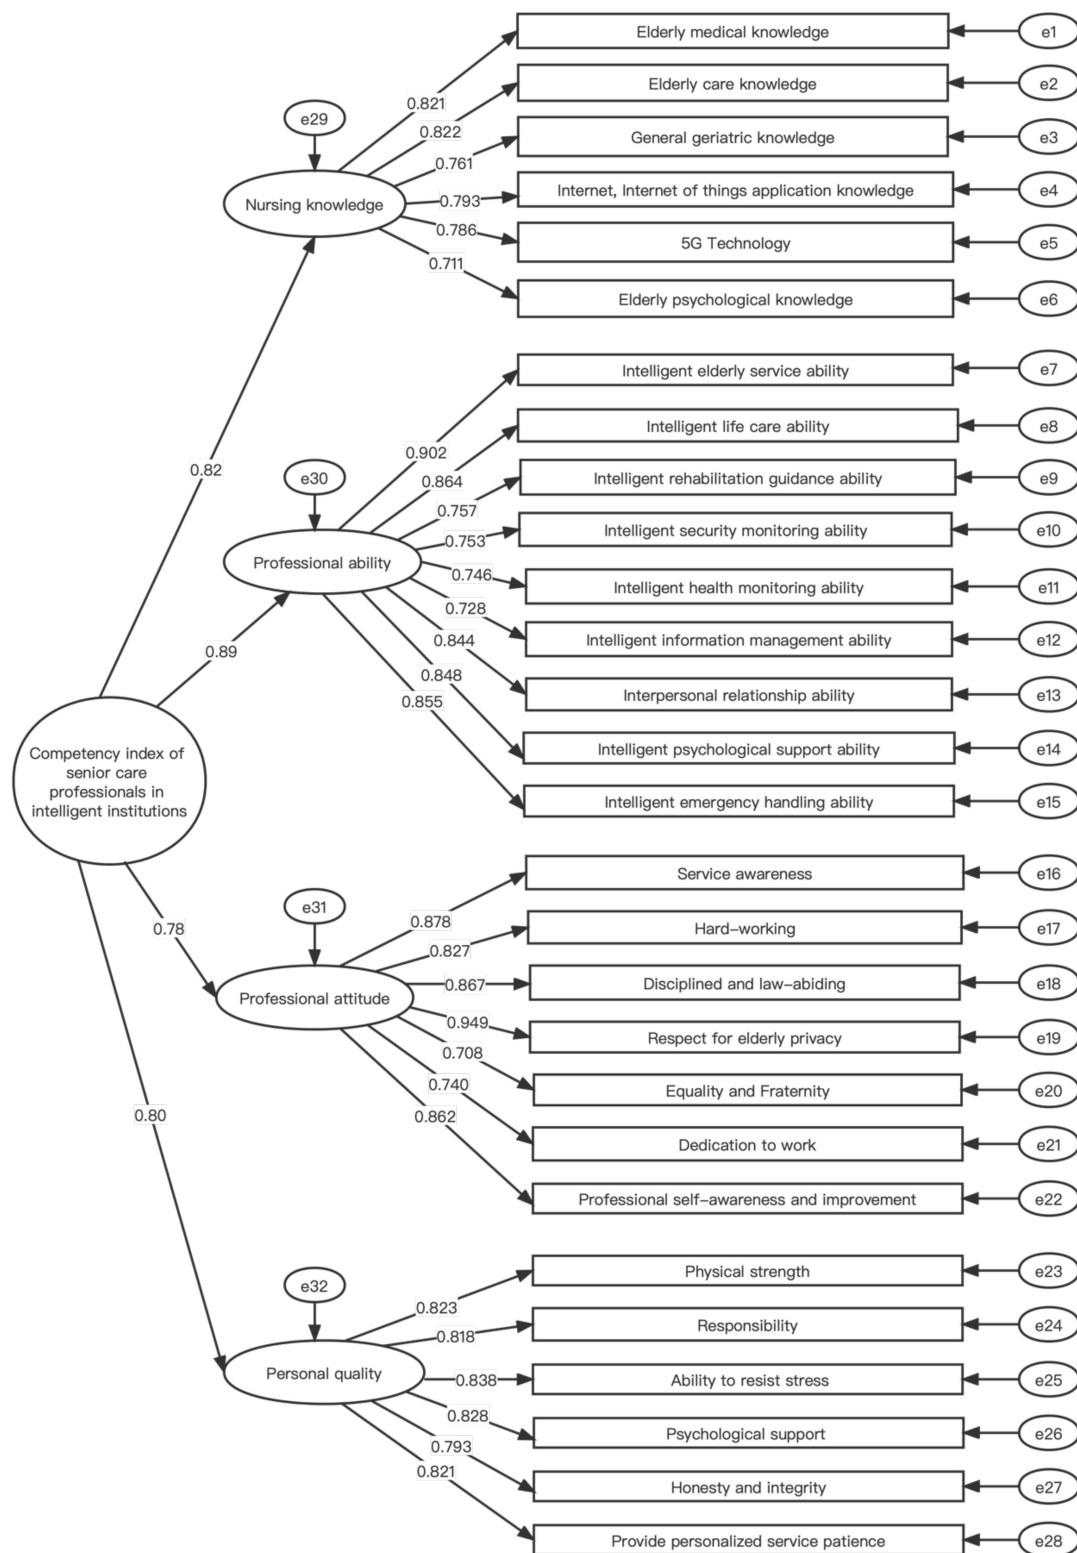 Elderly medical knowledge
e1
Elderly care knowledge
e2
0.821
e29
0.822
General geriatric knowledge
e3
0.761
Internet, Internet of things application knowledge
e4
Nursing knowledge
0.793
0.786
5G Technology
e5
0.711
Elderly psychological knowledge
e6
Intelligent elderly service ability
e7
Intelligent life care ability
e8
0.902
0.82
e30
0.864
Intelligent rehabilitation guidance ability
e9
0.757
Intelligent security monitoring ability
e10
0.753
Professional ability
0.746
Intelligent health monitoring ability
e11
0.728
0.844
Intelligent information management ability
e12
0.89
0.848
0.855
Interpersonal relationship ability
e13
Intelligent psychological support ability
e14
Competency index of
senior care
professionals in
intelligent institutions
Intelligent emergency handling ability
e15
Service awareness
e16
e31
0.878
0.78
Hard-working
e17
0.827
0.867
Disciplined and law-abiding
e18
Professional attitude
0.949
Respect for elderly privacy
e19
0.708
0.740
Equality and Fraternity
e20
0.80
0.862
Dedication to work
e21
Professional self-awareness and improvement
e22
Physical strength
e23
e32
0.823
Responsibility
e24
0.818
Personal quality
0.838
Ability to resist stress
e25
0.828
Psychological support
e26
0.793
0.821
Honesty and integrity
e27
Provide personalized service patience
e28